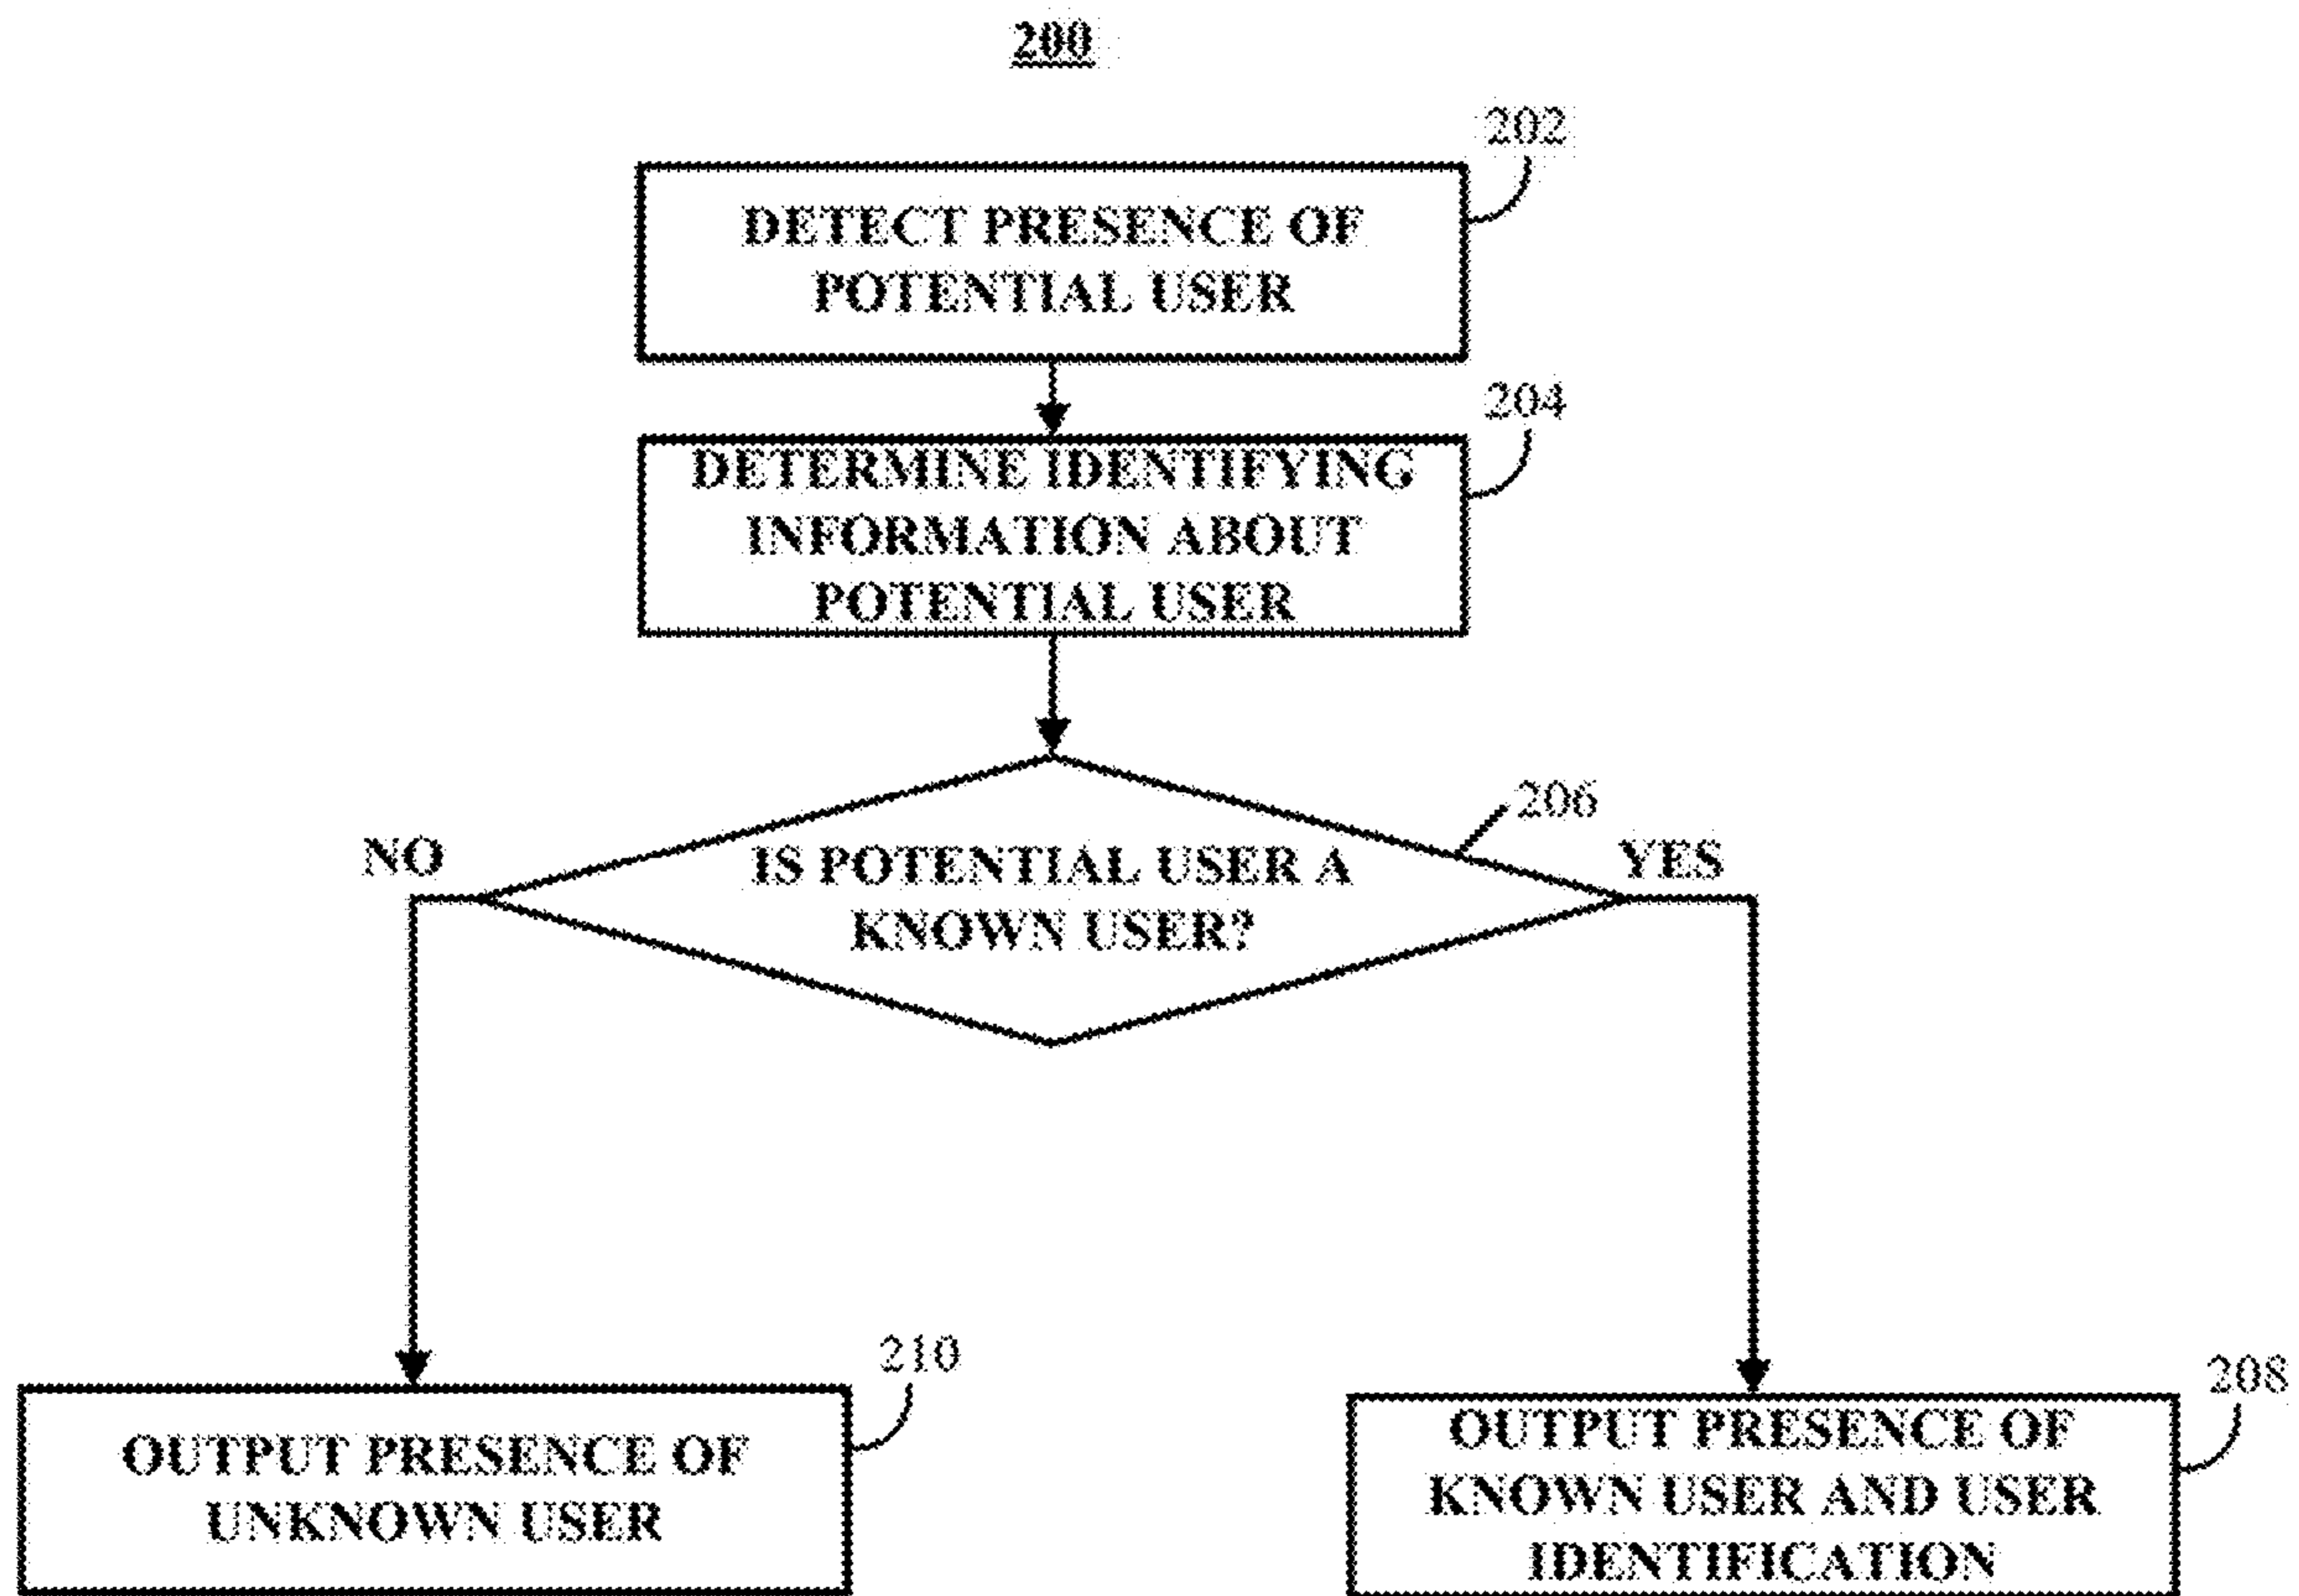 200
202
DETECT PRESENCE OF
POTENTIAL USER
204
DETERMINE IDENTIFYING
INFORMATION ABOUT
POTENTIAL USER
206
NO
YES
IS POTENTIAL USER A
KNOWN USER?
210
OUTPUT PRESENCE OF
UNKNOWN USER
208
OUTPUT PRESENCE OF
KNOWN USER AND USER
IDENTIFICATION